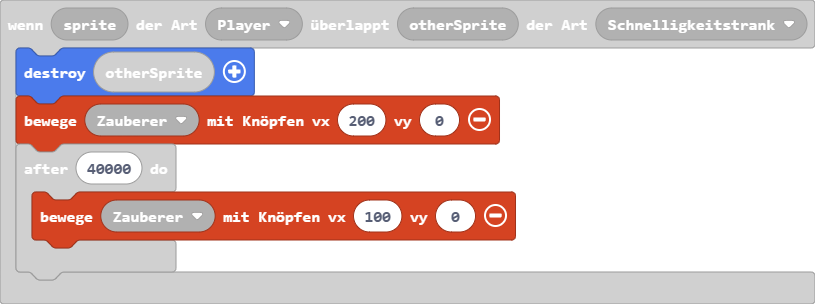 wenn sprite der Art Player überlappt otherSprite der Art Schnelligkeitstrank
destroy otherSprite
bewege Zauberer mit Knöpfen vx 200 vy 0
after 40000 do
bewege Zauberer mit Knöpfen vx 100 vy 0